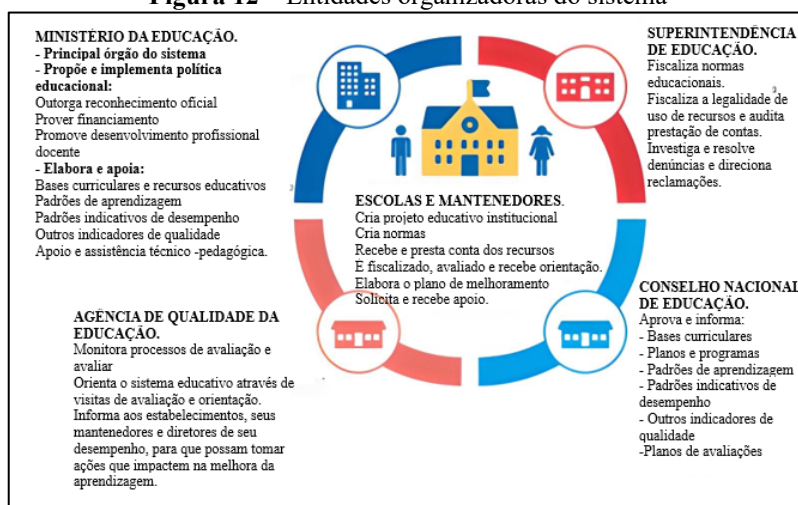 Figura 12 – Entidades organizadoras do sistema
MINISTÉRIO DA EDUCAÇÃO.
- Principal órgão do sistema
- Propõe e implementa política
educacional:
Outorga reconhecimento oficial
Prover financiamento
Promove desenvolvimento profissional
docente
- Elabora e apoia:
Bases curriculares e recursos educativos
Padrões de aprendizagem
Padrões indicativos de desempenho
Outros indicadores de qualidade
Apoio e assistência técnico -pedagógica.
SUPERINTENDÊNCIA
DE EDUCAÇÃO.
Fiscaliza normas
educacionais.
Fiscaliza a legalidade de
uso de recursos e audita
prestação de contas.
Investiga e resolve
denúncias e direciona
reclamações.
ESCOLAS E MANTENEDORES.
Cria projeto educativo institucional
Cria normas
Recebe e presta conta dos recursos
É fiscalizado, avaliado e recebe orientação.
Elabora o plano de melhoramento
Solicita e recebe apoio.
AGÊNCIA DE QUALIDADE DA
EDUCAÇÃO.
Monitora processos de avaliação e
avaliar
Orienta o sistema educativo através de
visitas de avaliação e orientação.
Informa aos estabelecimentos, seus
mantenedores e diretores de seu
desempenho, para que possam tomar
ações que impactem na melhora da
aprendizagem.
CONSELHO NACIONAL
DE EDUCAÇÃO.
Aprova e informa:
- Bases curriculares
- Planos e programas
- Padrões de aprendizagem
- Padrões indicativos de
desempenho
- Outros indicadores de
qualidade
-Planos de avaliações